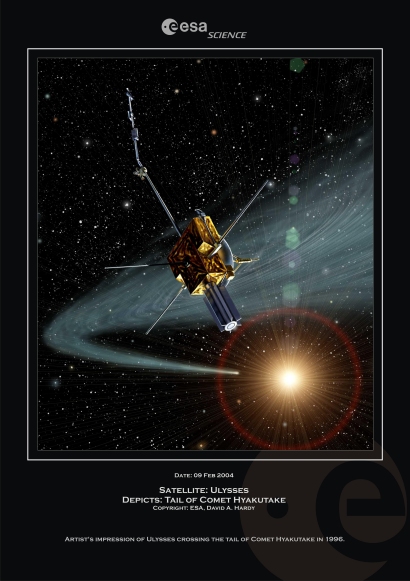 esa SCIENCE
Date: 09 Feb 2004
Satellite: Ulysses
Depicts: Tail of Comet Hyakutake
Copyright: ESA, David A. Hardy
Artist's impression of Ulysses crossing the tail of Comet Hyakutake in 1996.